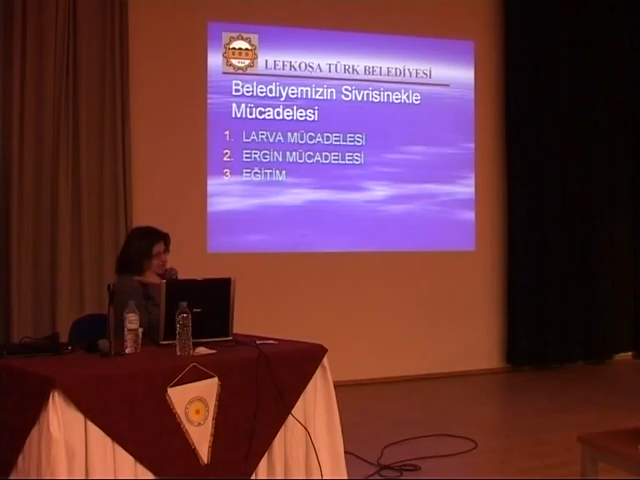 LEFKOŞA TÜRK BELEDİYESİ
Belediyemizin Sivrisinekle
Mücadelesi
1. LARVA MÜCADELESİ
2. ERGİN MÜCADELESİ
3. EĞİTİM